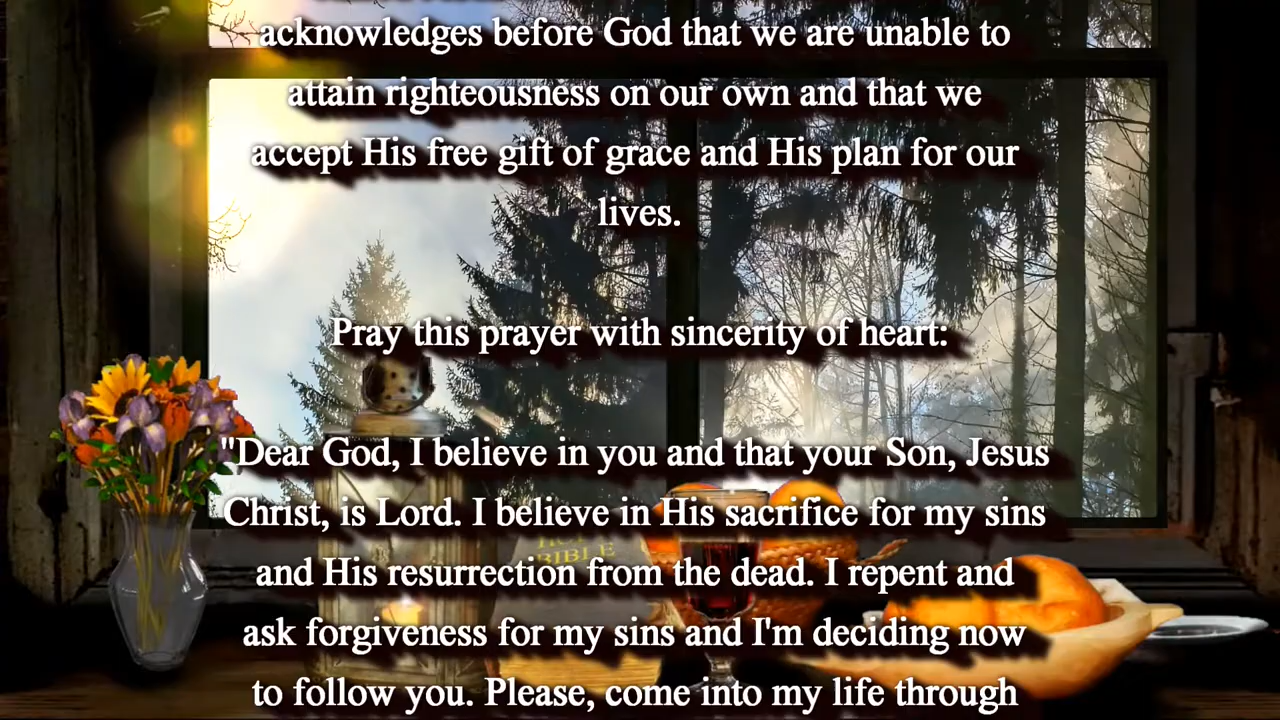 acknowledges before God that we are unable to
attain righteousness on our own and that we
accept His free gift of grace and His plan for our
lives.
Pray this prayer with sincerity of heart:
"Dear God, I believe in you and that your Son, Jesus
Christ, is Lord. I believe in His sacrifice for my sins
HOLY
BIBLE
and His resurrection from the dead. I repent and
ask forgiveness for my sins and I'm deciding now
to follow you. Please, come into my life through